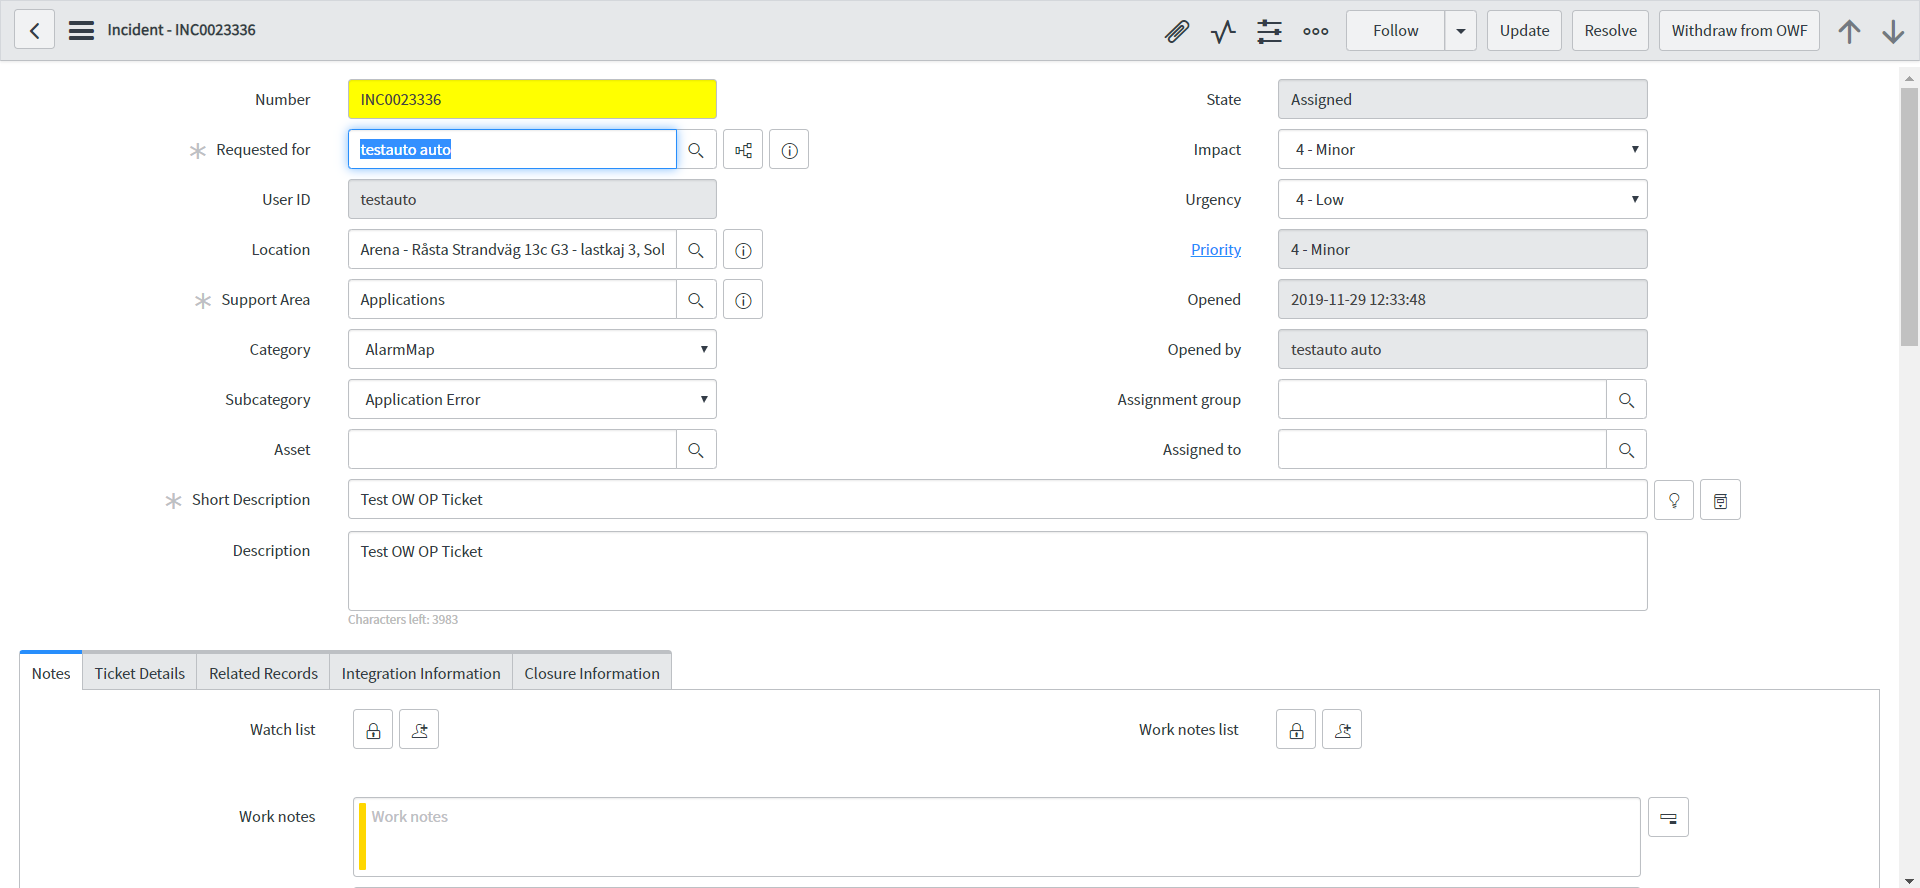 Incident - INC0023336
Follow
Update
Resolve
Withdraw from OWF
Number INC0023336
State Assigned
Requested for testauto auto
Impact 4 - Minor
User ID testauto
Urgency 4 - Low
Location Arena - Råsta Strandväg 13c G3 - lastkaj 3, Sol
Priority 4 - Minor
Support Area Applications
Opened 2019-11-29 12:33:48
Category AlarmMap
Opened by testauto auto
Subcategory Application Error
Assignment group
Asset
Assigned to
Short Description Test OW OP Ticket
Description Test OW OP Ticket
Characters left: 3983
Notes
Ticket Details
Related Records
Integration Information
Closure Information
Watch list
Work notes list
Work notes Work notes